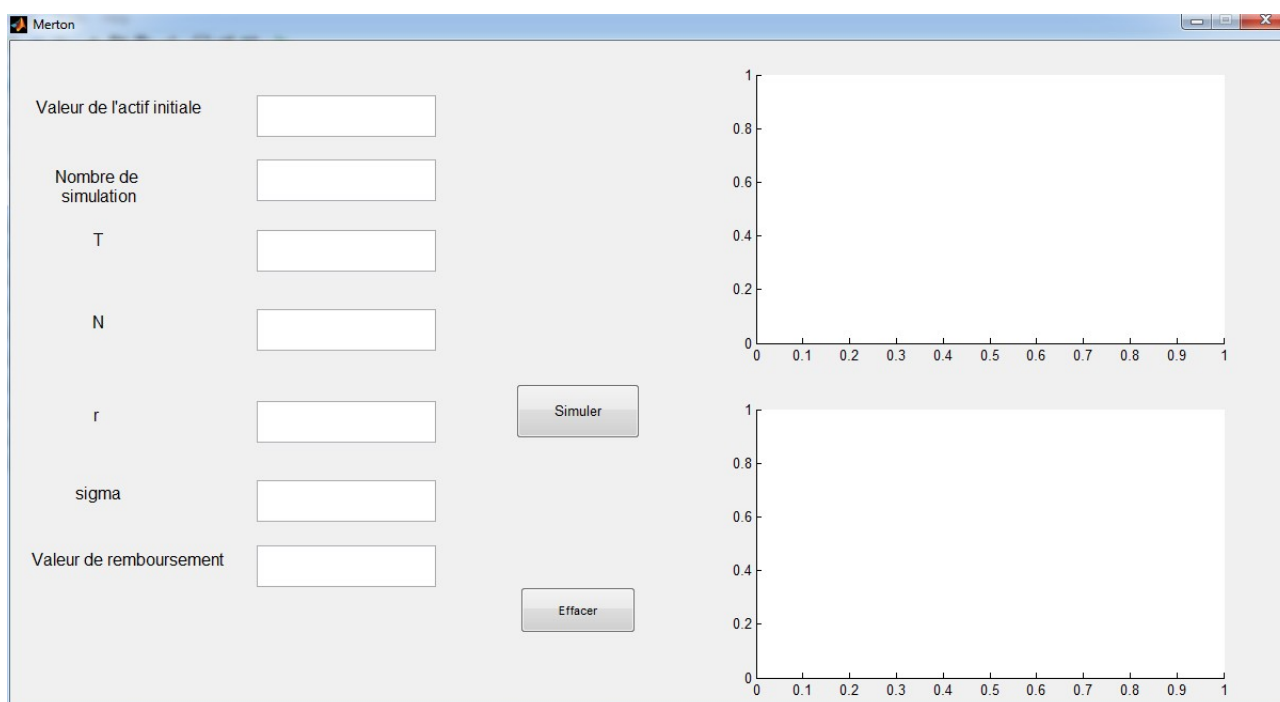 Merton
Valeur de l'actif initiale
Nombre de
simulation
T
N
r
sigma
Valeur de remboursement
Simuler
Effacer
1
0.8
0.6
0.4
0.2
0
0 0.1 0.2 0.3 0.4 0.5 0.6 0.7 0.8 0.9 1
1
0.8
0.6
0.4
0.2
0
0 0.1 0.2 0.3 0.4 0.5 0.6 0.7 0.8 0.9 1